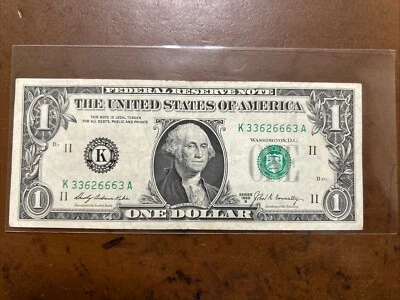 FEDERAL RESERVE NOTE
THE UNITED STATES OF AMERICA
1
1
THIS NOTE IS LEGAL TENDER
FOR ALL DEBTS, PUBLIC AND PRIVATE
K 33626663 A
WASHINGTON, D.C.
11
11
K
K 33626663 A
11
11
SERIES
1969
1
ONE DOLLAR
1